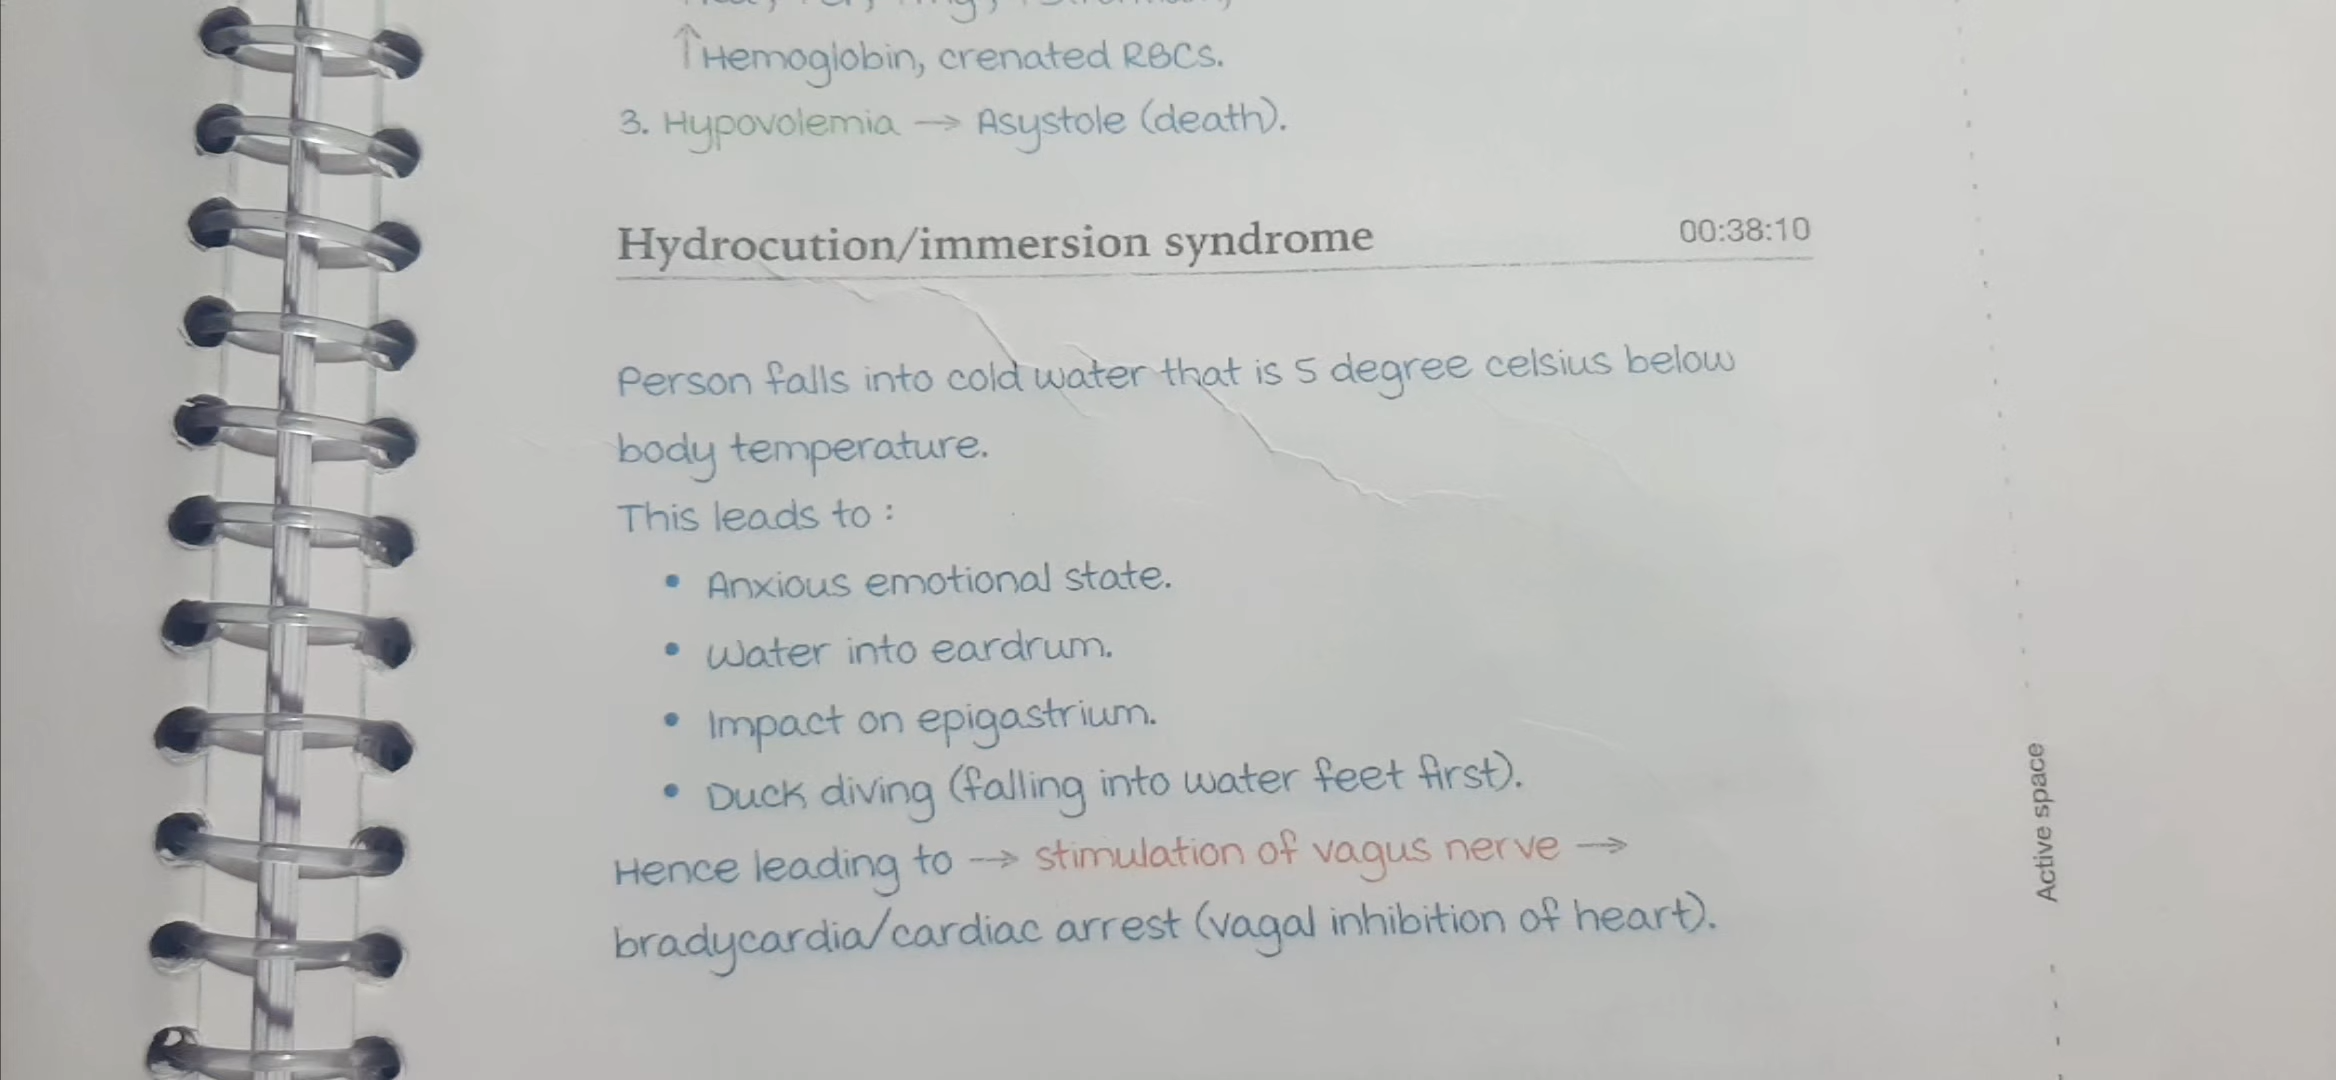 ↑Hemoglobin, crenated RBCs.
3. Hypovolemia → Asystole (death).
Hydrocution/immersion syndrome 00:38:10
Person falls into cold water that is 5 degree celsius below
body temperature.
This leads to :
• Anxious emotional state.
• Water into eardrum.
• Impact on epigastrium.
• Duck diving (falling into water feet first).
Hence leading to → stimulation of vagus nerve →
bradycardia/cardiac arrest (vagal inhibition of heart).
Active space